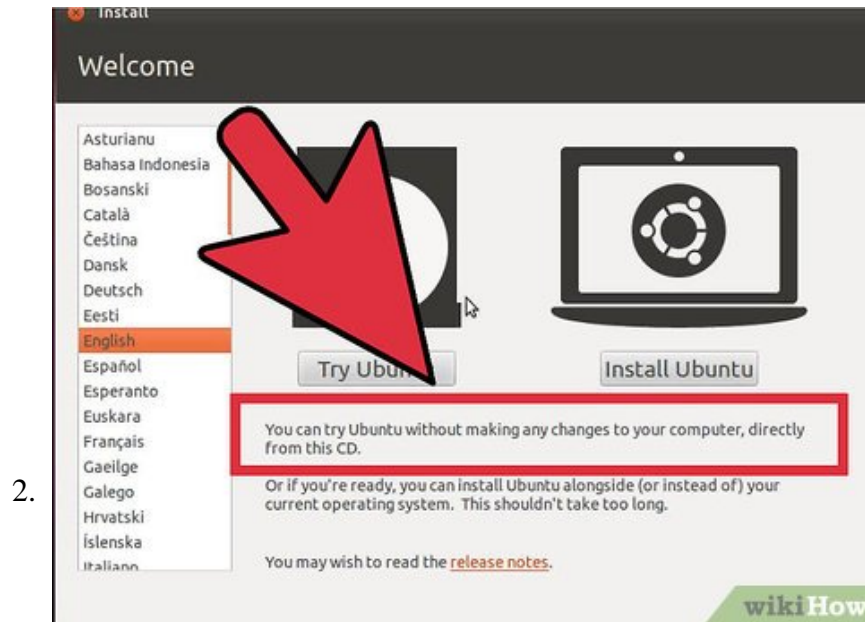 Install
Welcome
Asturianu
Bahasa Indonesia
Bosanski
Català
Čeština
Dansk
Deutsch
Eesti
English
Español
Esperanto
Euskara
Français
Gaeilge
Galego
Hrvatski
Íslenska
Italiano
Try
Install Ubuntu
You can try Ubuntu without making any changes to your computer, directly
from this CD.
Or if you're ready, you can install Ubuntu alongside (or instead of) your
current operating system. This shouldn't take too long.
You may wish to read the release notes.
2.
wikiHow